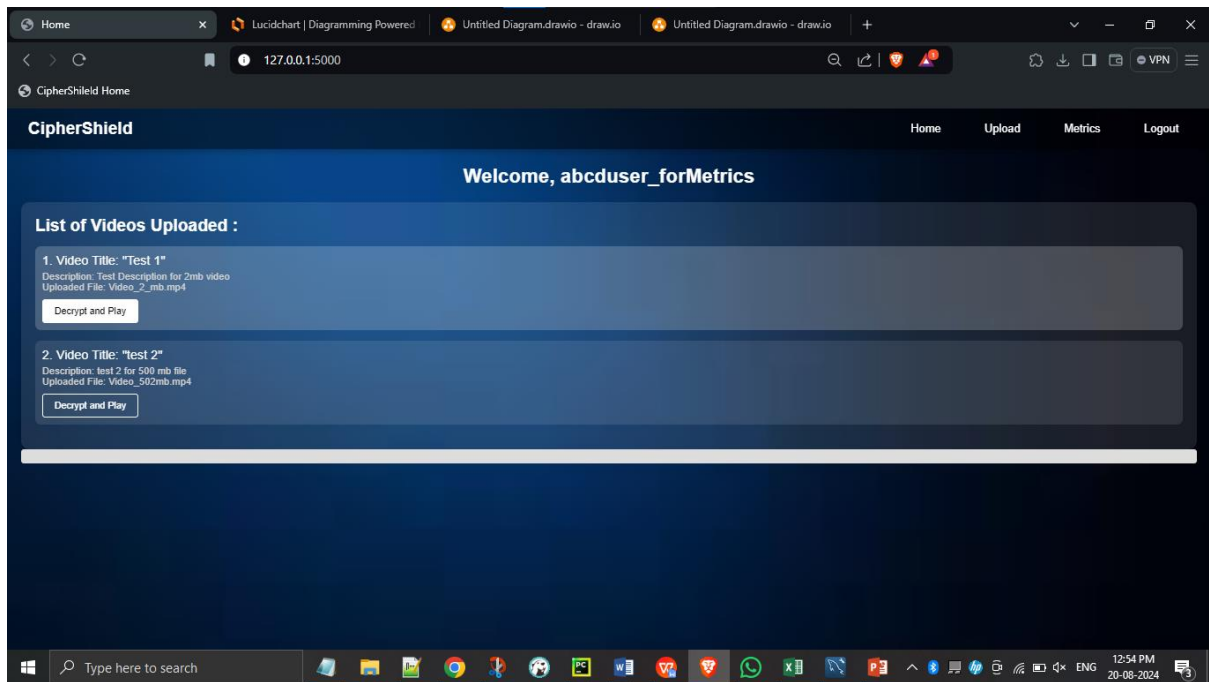 Home
Lucidchart | Diagramming Powered
Untitled Diagram.drawio - draw.io
Untitled Diagram.drawio - draw.io
127.0.0.1:5000
VPN
CipherShileld Home
CipherShield
Home
Upload
Metrics
Logout
Welcome, abcduser_forMetrics
List of Videos Uploaded :
1. Video Title: "Test 1"
Description: Test Description for 2mb video
Uploaded File: Video_2_mb.mp4
Decrypt and Play
2. Video Title: "test 2"
Description: test 2 for 500 mb file
Uploaded File: Video_502mb.mp4
Decrypt and Play
Type here to search
ENG
12:54 PM
20-08-2024
3